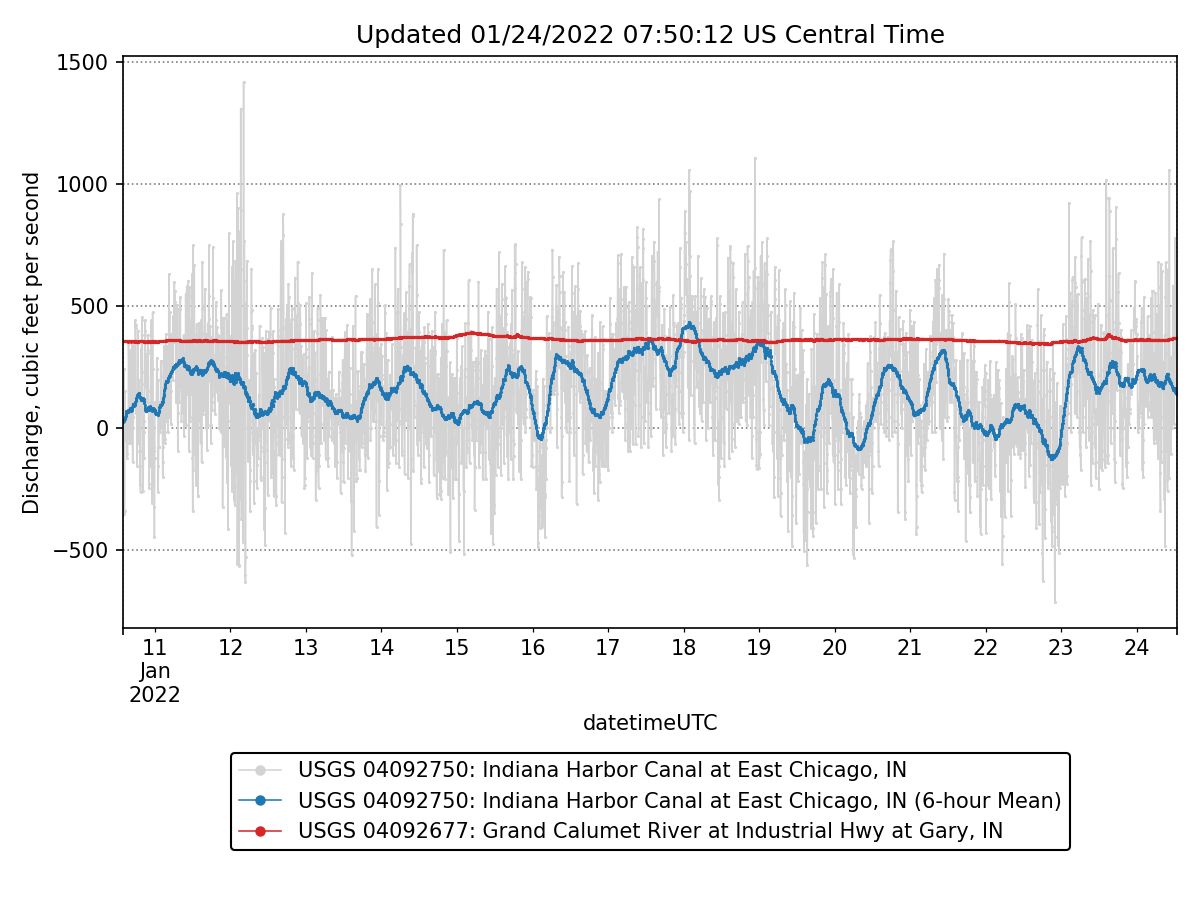 Updated 01/24/2022 07:50:12 US Central Time
1500
1000
500
0
−500
Discharge, cubic feet per second
11 12 13 14 15 16 17 18 19 20 21 22 23 24
Jan
2022
datetimeUTC
USGS 04092750: Indiana Harbor Canal at East Chicago, IN
USGS 04092750: Indiana Harbor Canal at East Chicago, IN (6-hour Mean)
USGS 04092677: Grand Calumet River at Industrial Hwy at Gary, IN